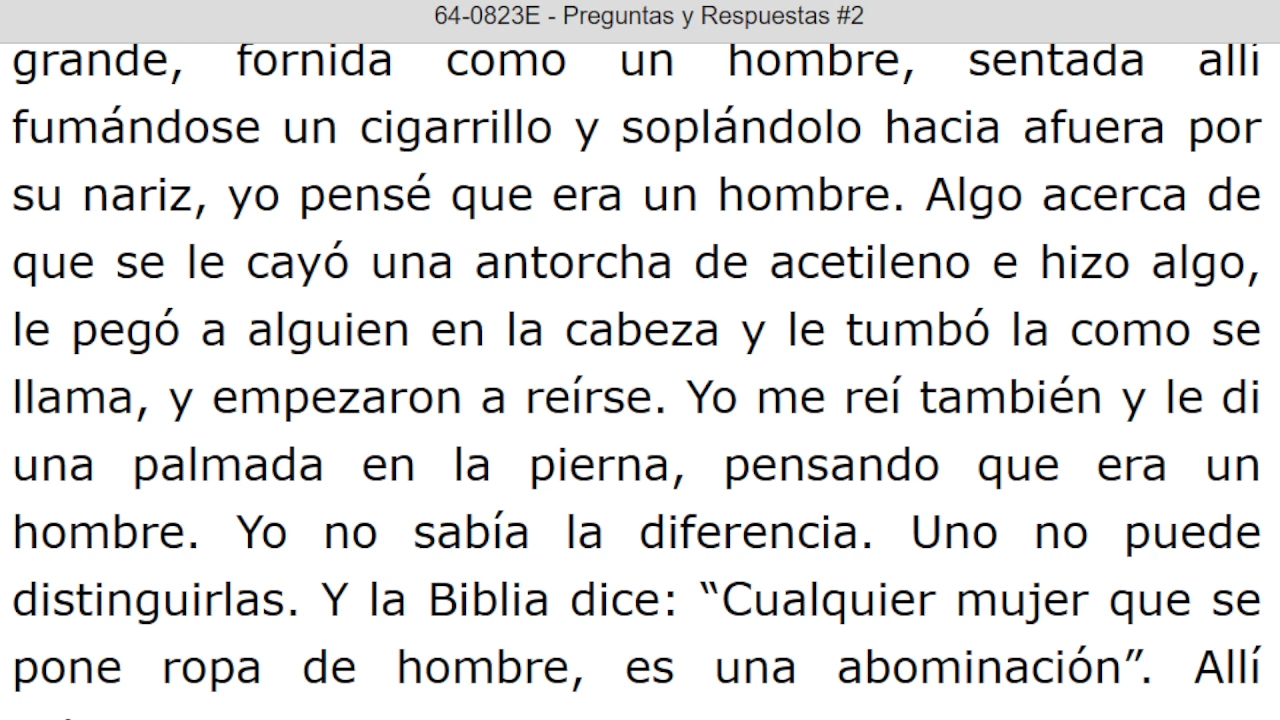 64-0823E - Preguntas y Respuestas #2
grande, fornida como un hombre, sentada allí
fumándose un cigarrillo y soplándolo hacia afuera por
su nariz, yo pensé que era un hombre. Algo acerca de
que se le cayó una antorcha de acetileno e hizo algo,
le pegó a alguien en la cabeza y le tumbó la como se
llama, y empezaron a reírse. Yo me reí también y le di
una palmada en la pierna, pensando que era un
hombre. Yo no sabía la diferencia. Uno no puede
distinguirlas. Y la Biblia dice: “Cualquier mujer que se
pone ropa de hombre, es una abominación”. Allí